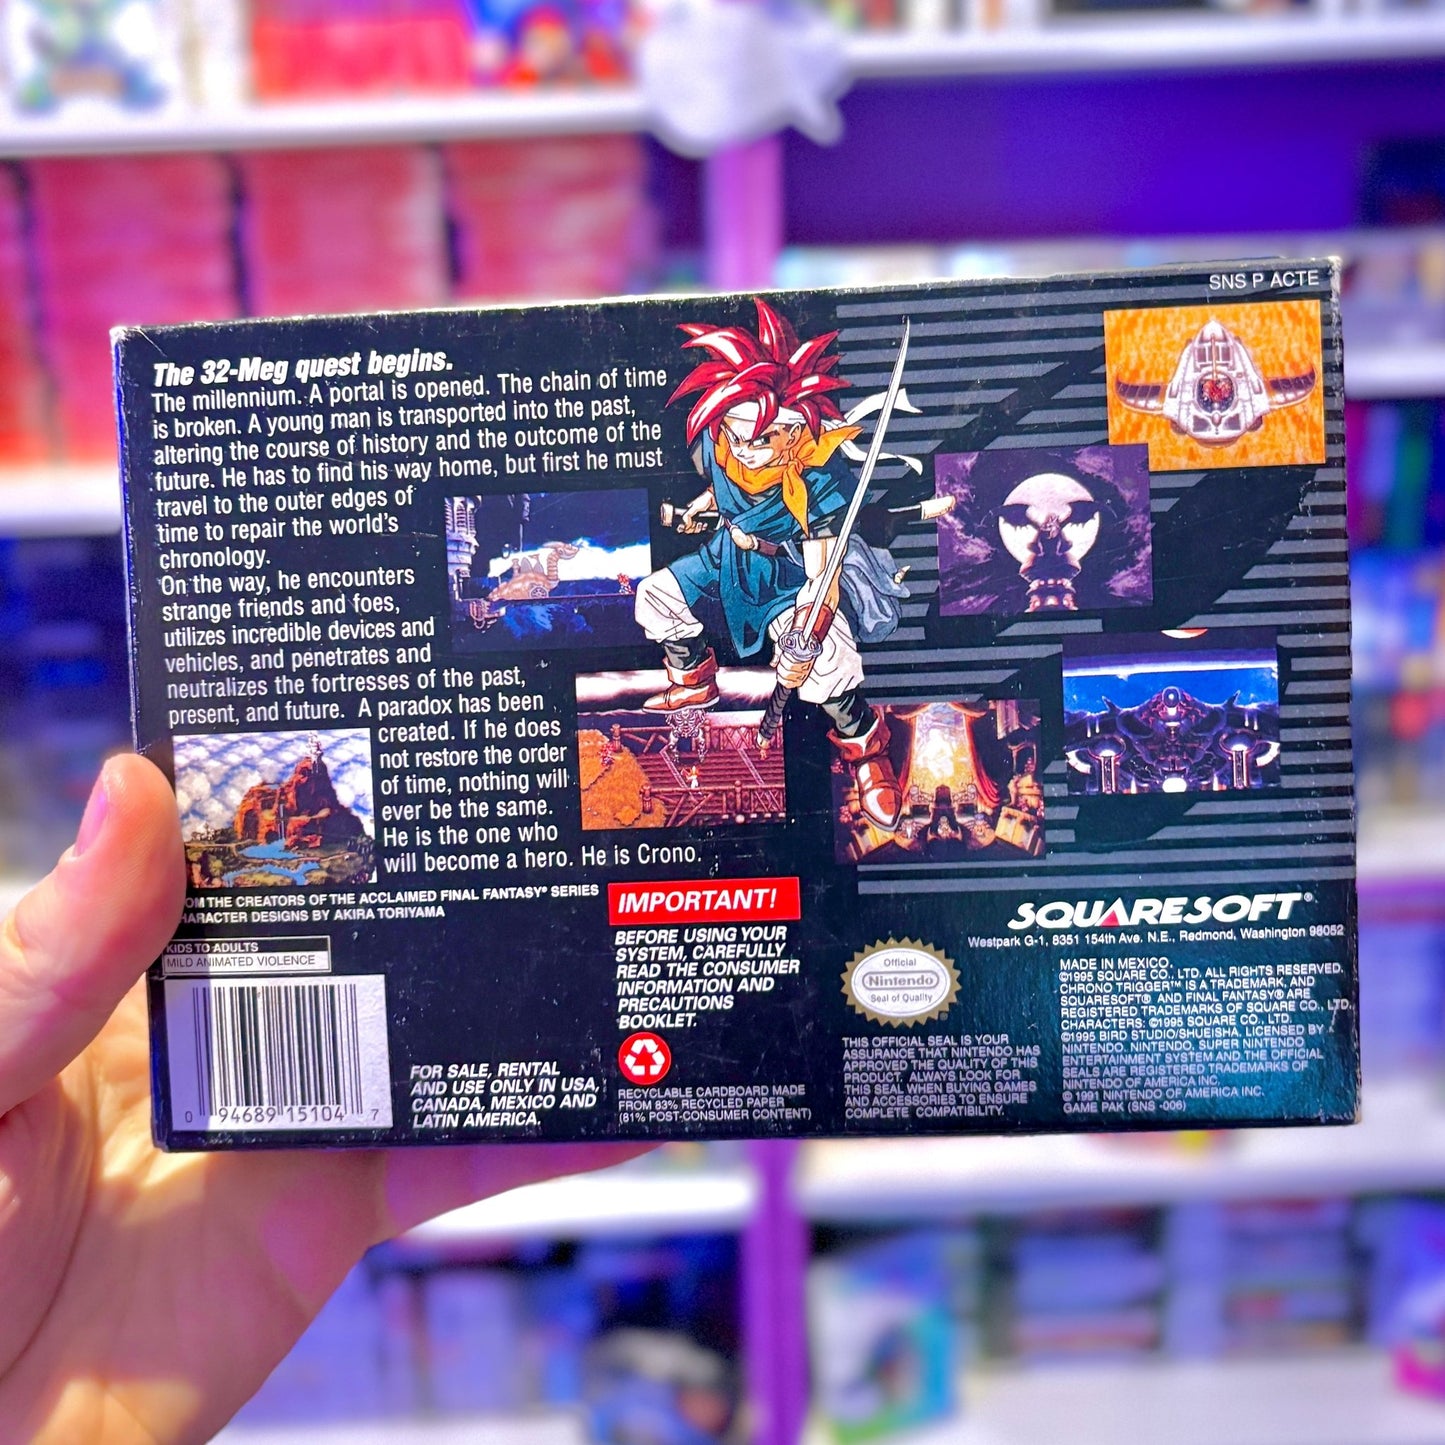 SNS P ACTE
The 32-Meg quest begins.
The millennium. A portal is opened. The chain of time
is broken. A young man is transported into the past,
altering the course of history and the outcome of the
future. He has to find his way home, but first he must
travel to the outer edges of
time to repair the world's
chronology.
On the way, he encounters
strange friends and foes,
utilizes incredible devices and
vehicles, and penetrates and
neutralizes the fortresses of the past,
present, and future. A paradox has been
created. If he does
not restore the order
of time, nothing will
ever be the same.
He is the one who
will become a hero. He is Crono.
OM THE CREATORS OF THE ACCLAIMED FINAL FANTASY® SERIES
HARACTER DESIGNS BY AKIRA TORIYAMA
KIDS TO ADULTS
MILD ANIMATED VIOLENCE
0 94689 15104 7
FOR SALE, RENTAL
AND USE ONLY IN USA,
CANADA, MEXICO AND
LATIN AMERICA.
IMPORTANT!
BEFORE USING YOUR
SYSTEM, CAREFULLY
READ THE CONSUMER
INFORMATION AND
PRECAUTIONS
BOOKLET.
RECYCLABLE CARDBOARD MADE
FROM 83% RECYCLED PAPER
(81% POST-CONSUMER CONTENT)
SQUARESOFT®
Westpark G-1, 8351 154th Ave. N.E., Redmond, Washington 98052
Official
Nintendo
Seal of Quality
®
THIS OFFICIAL SEAL IS YOUR
ASSURANCE THAT NINTENDO HAS
APPROVED THE QUALITY OF THIS
PRODUCT. ALWAYS LOOK FOR
THIS SEAL WHEN BUYING GAMES
AND ACCESSORIES TO ENSURE
COMPLETE COMPATIBILITY.
MADE IN MEXICO.
©1995 SQUARE CO., LTD. ALL RIGHTS RESERVED.
CHRONO TRIGGER™ IS A TRADEMARK, AND
SQUARESOFT® AND FINAL FANTASY® ARE
REGISTERED TRADEMARKS OF SQUARE CO., LTD.
CHARACTERS: ©1995 SQUARE CO., LTD.
©1995 BIRD STUDIO/SHUEISHA. LICENSED BY
NINTENDO. NINTENDO, SUPER NINTENDO
ENTERTAINMENT SYSTEM AND THE OFFICIAL
SEALS ARE REGISTERED TRADEMARKS OF
NINTENDO OF AMERICA INC.
© 1991 NINTENDO OF AMERICA INC.
GAME PAK (SNS -006)